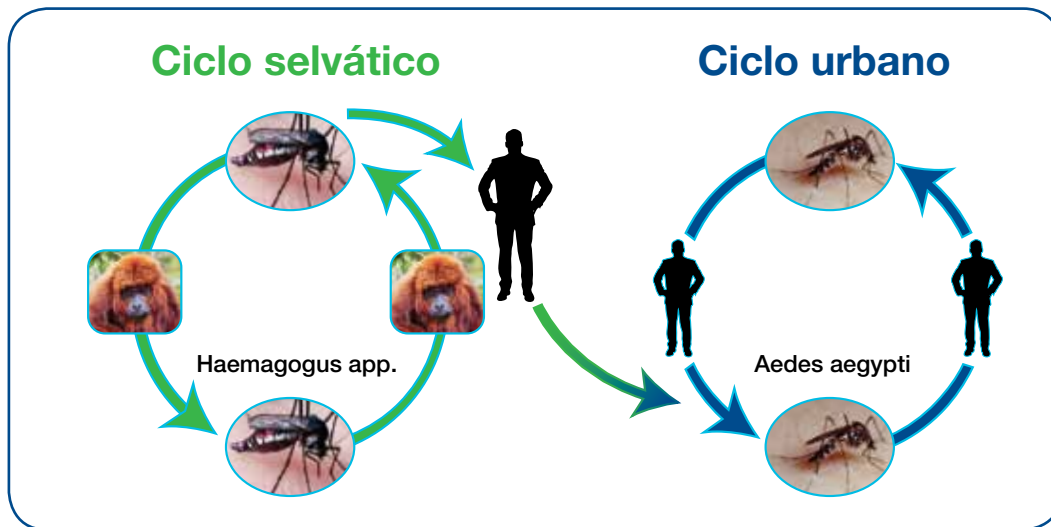 Ciclo selvático
Ciclo urbano
Haemagogus app.
Aedes aegypti